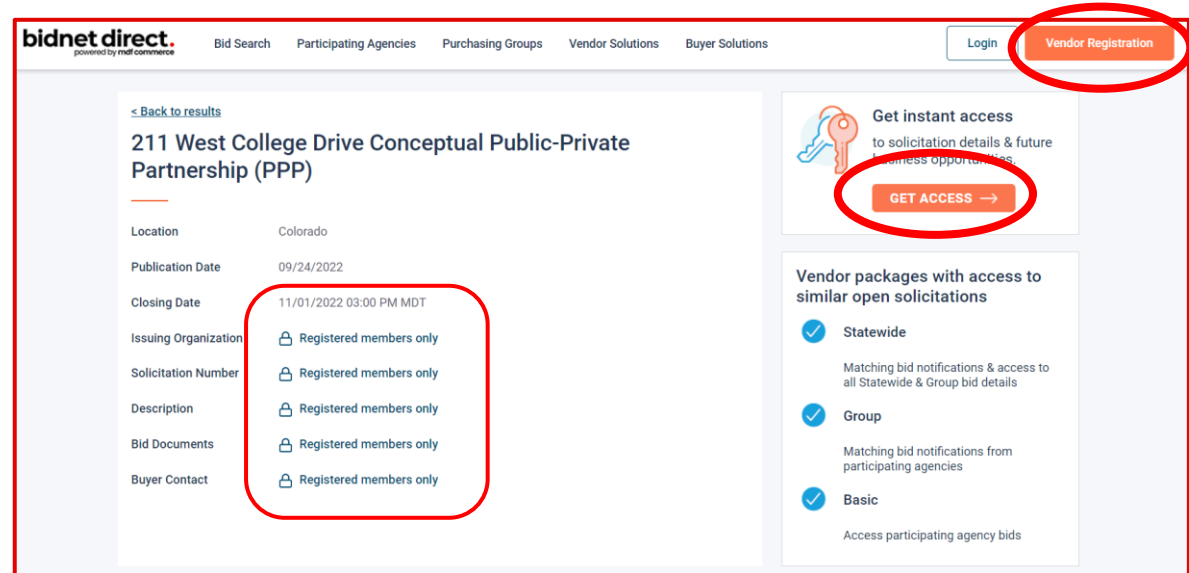 bidnet direct.
powered by mdf commerce
Bid Search Participating Agencies Purchasing Groups Vendor Solutions Buyer Solutions Login Vendor Registration
< Back to results
211 West College Drive Conceptual Public-Private
Partnership (PPP)
Location Colorado
Publication Date 09/24/2022
Closing Date 11/01/2022 03:00 PM MDT
Issuing Organization Registered members only
Solicitation Number Registered members only
Description Registered members only
Bid Documents Registered members only
Buyer Contact Registered members only
Get instant access
to solicitation details & future
business opportunities.
GET ACCESS →
Vendor packages with access to
similar open solicitations
Statewide
Matching bid notifications & access to
all Statewide & Group bid details
Group
Matching bid notifications from
participating agencies
Basic
Access participating agency bids